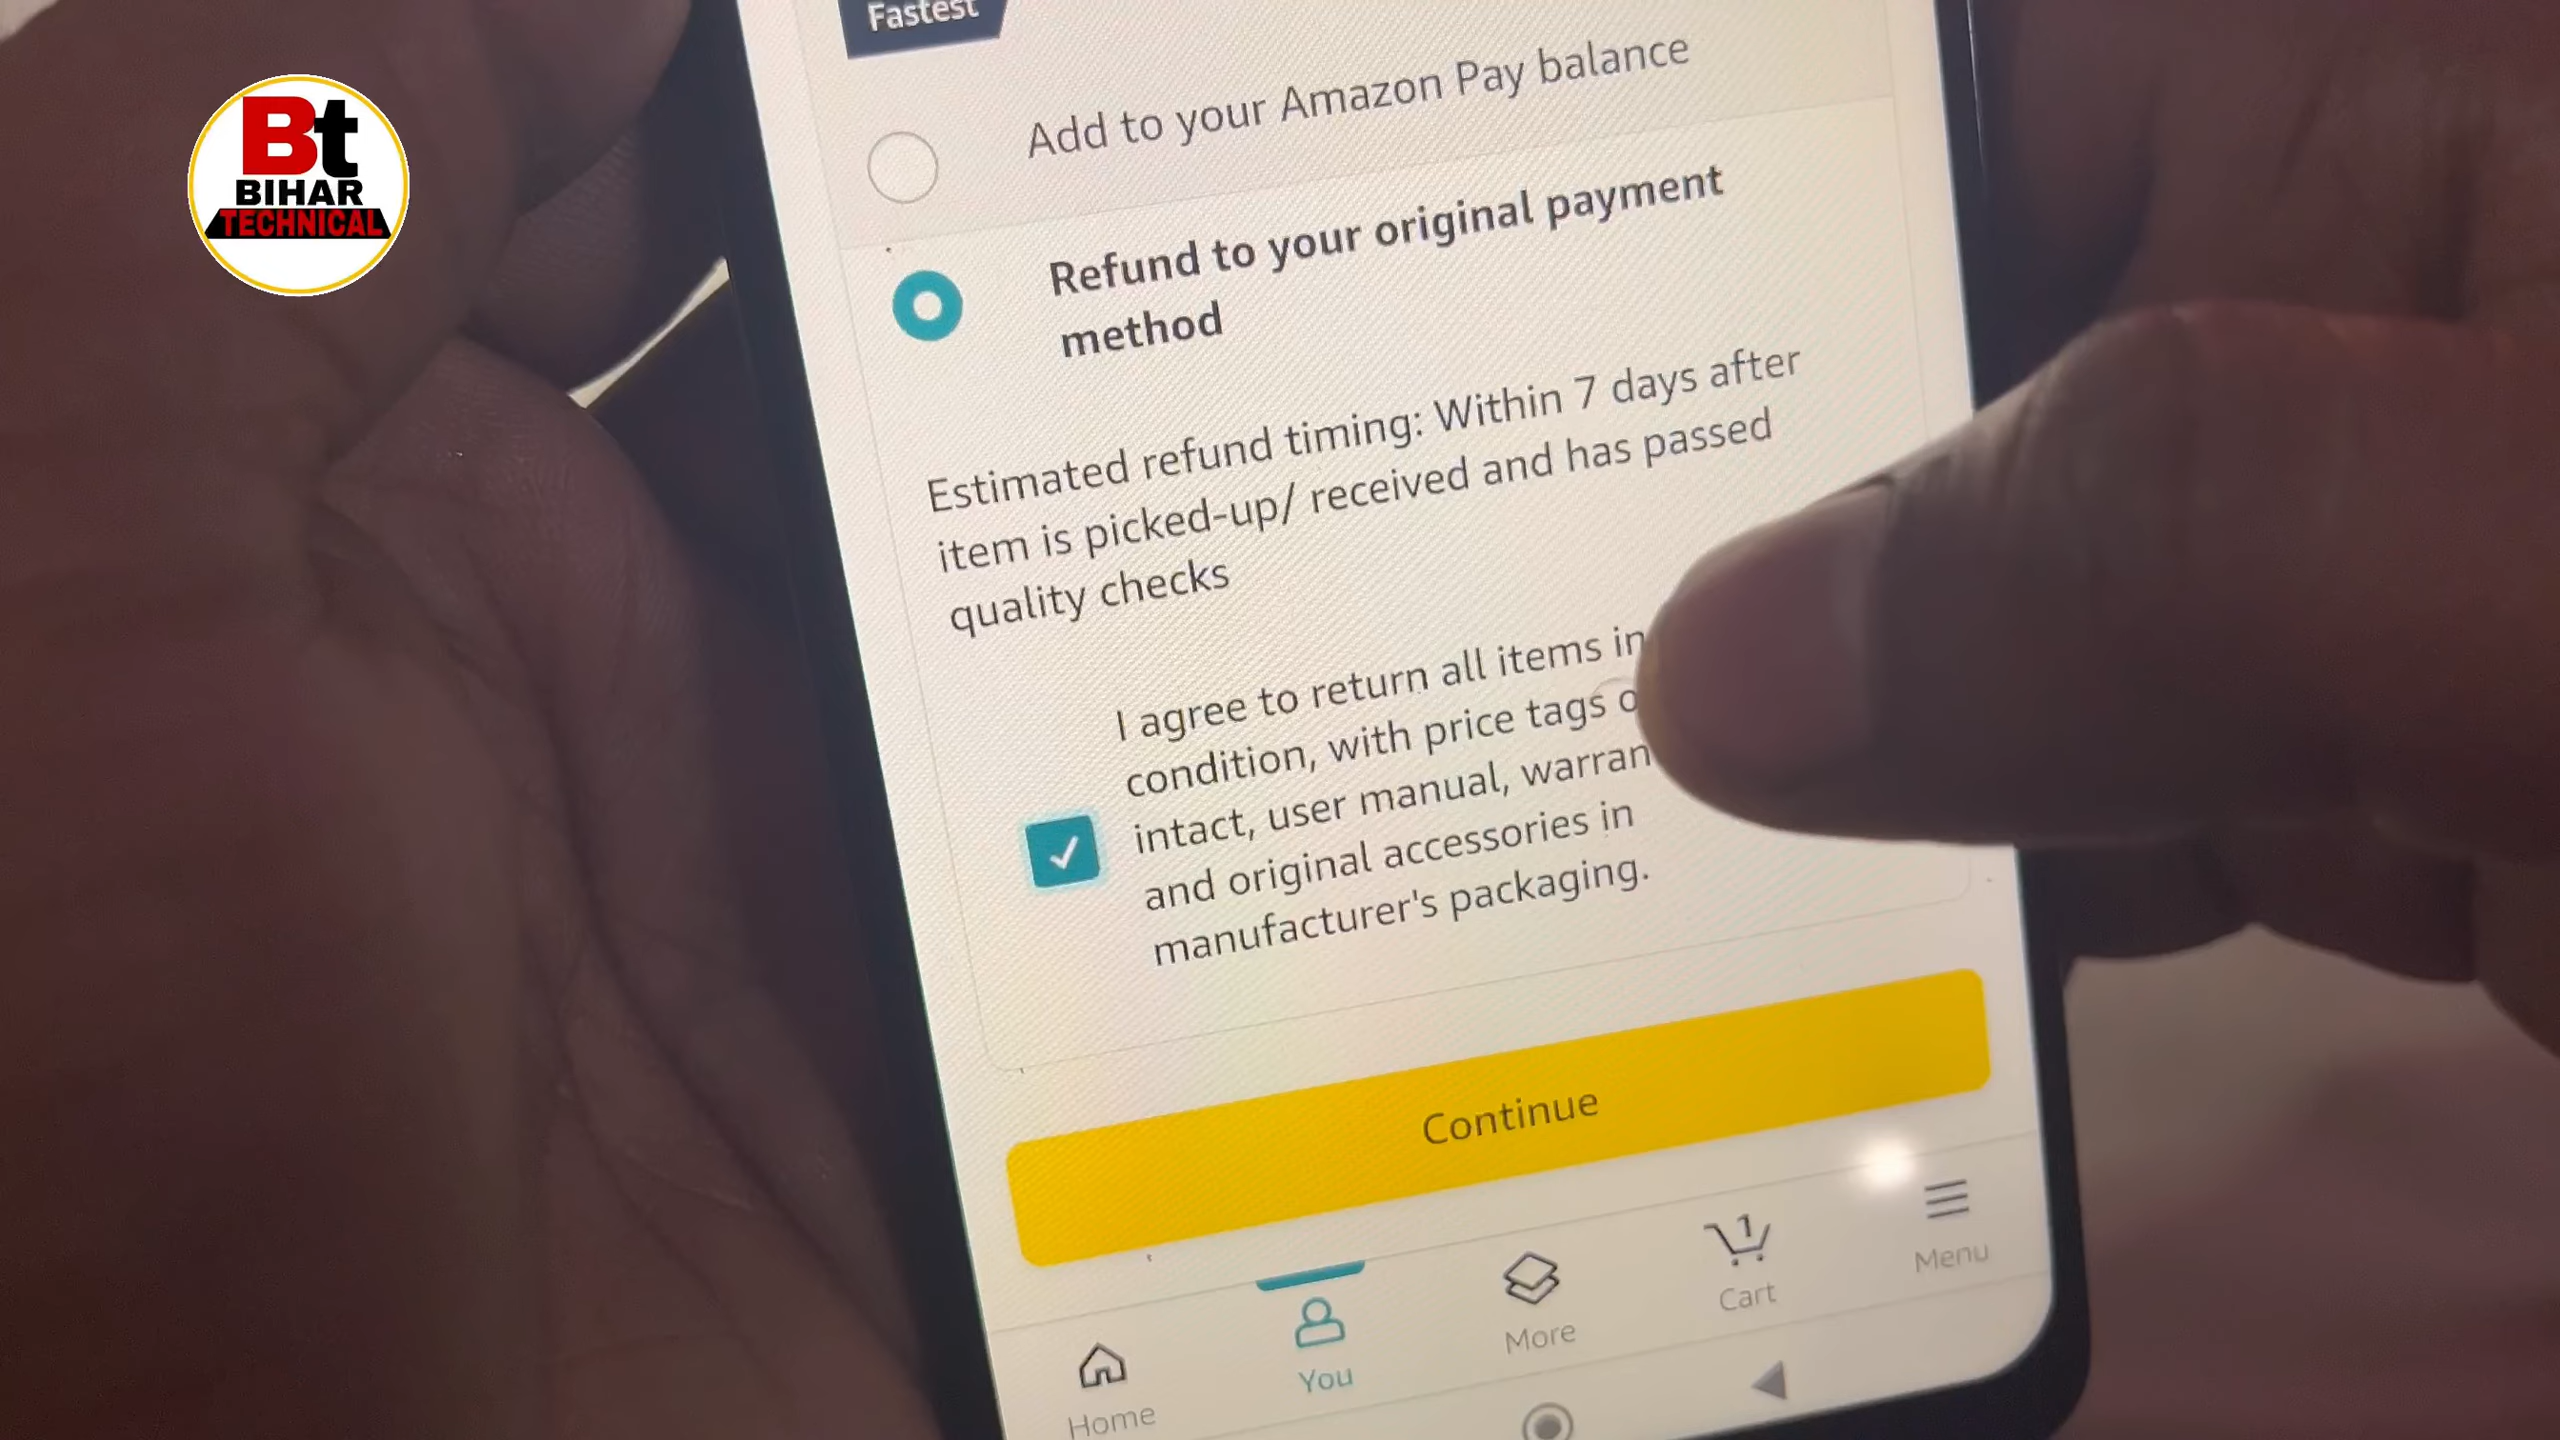 Fastest
Add to your Amazon Pay balance
Refund to your original payment
method
Estimated refund timing: Within 7 days after
item is picked-up/ received and has passed
quality checks
I agree to return all items in
condition, with price tags
intact, user manual,
and original accessories in
manufacturer's packaging.
Continue
Home
You
More
1
Cart
Menu
Bt
BIHAR
TECHNICAL